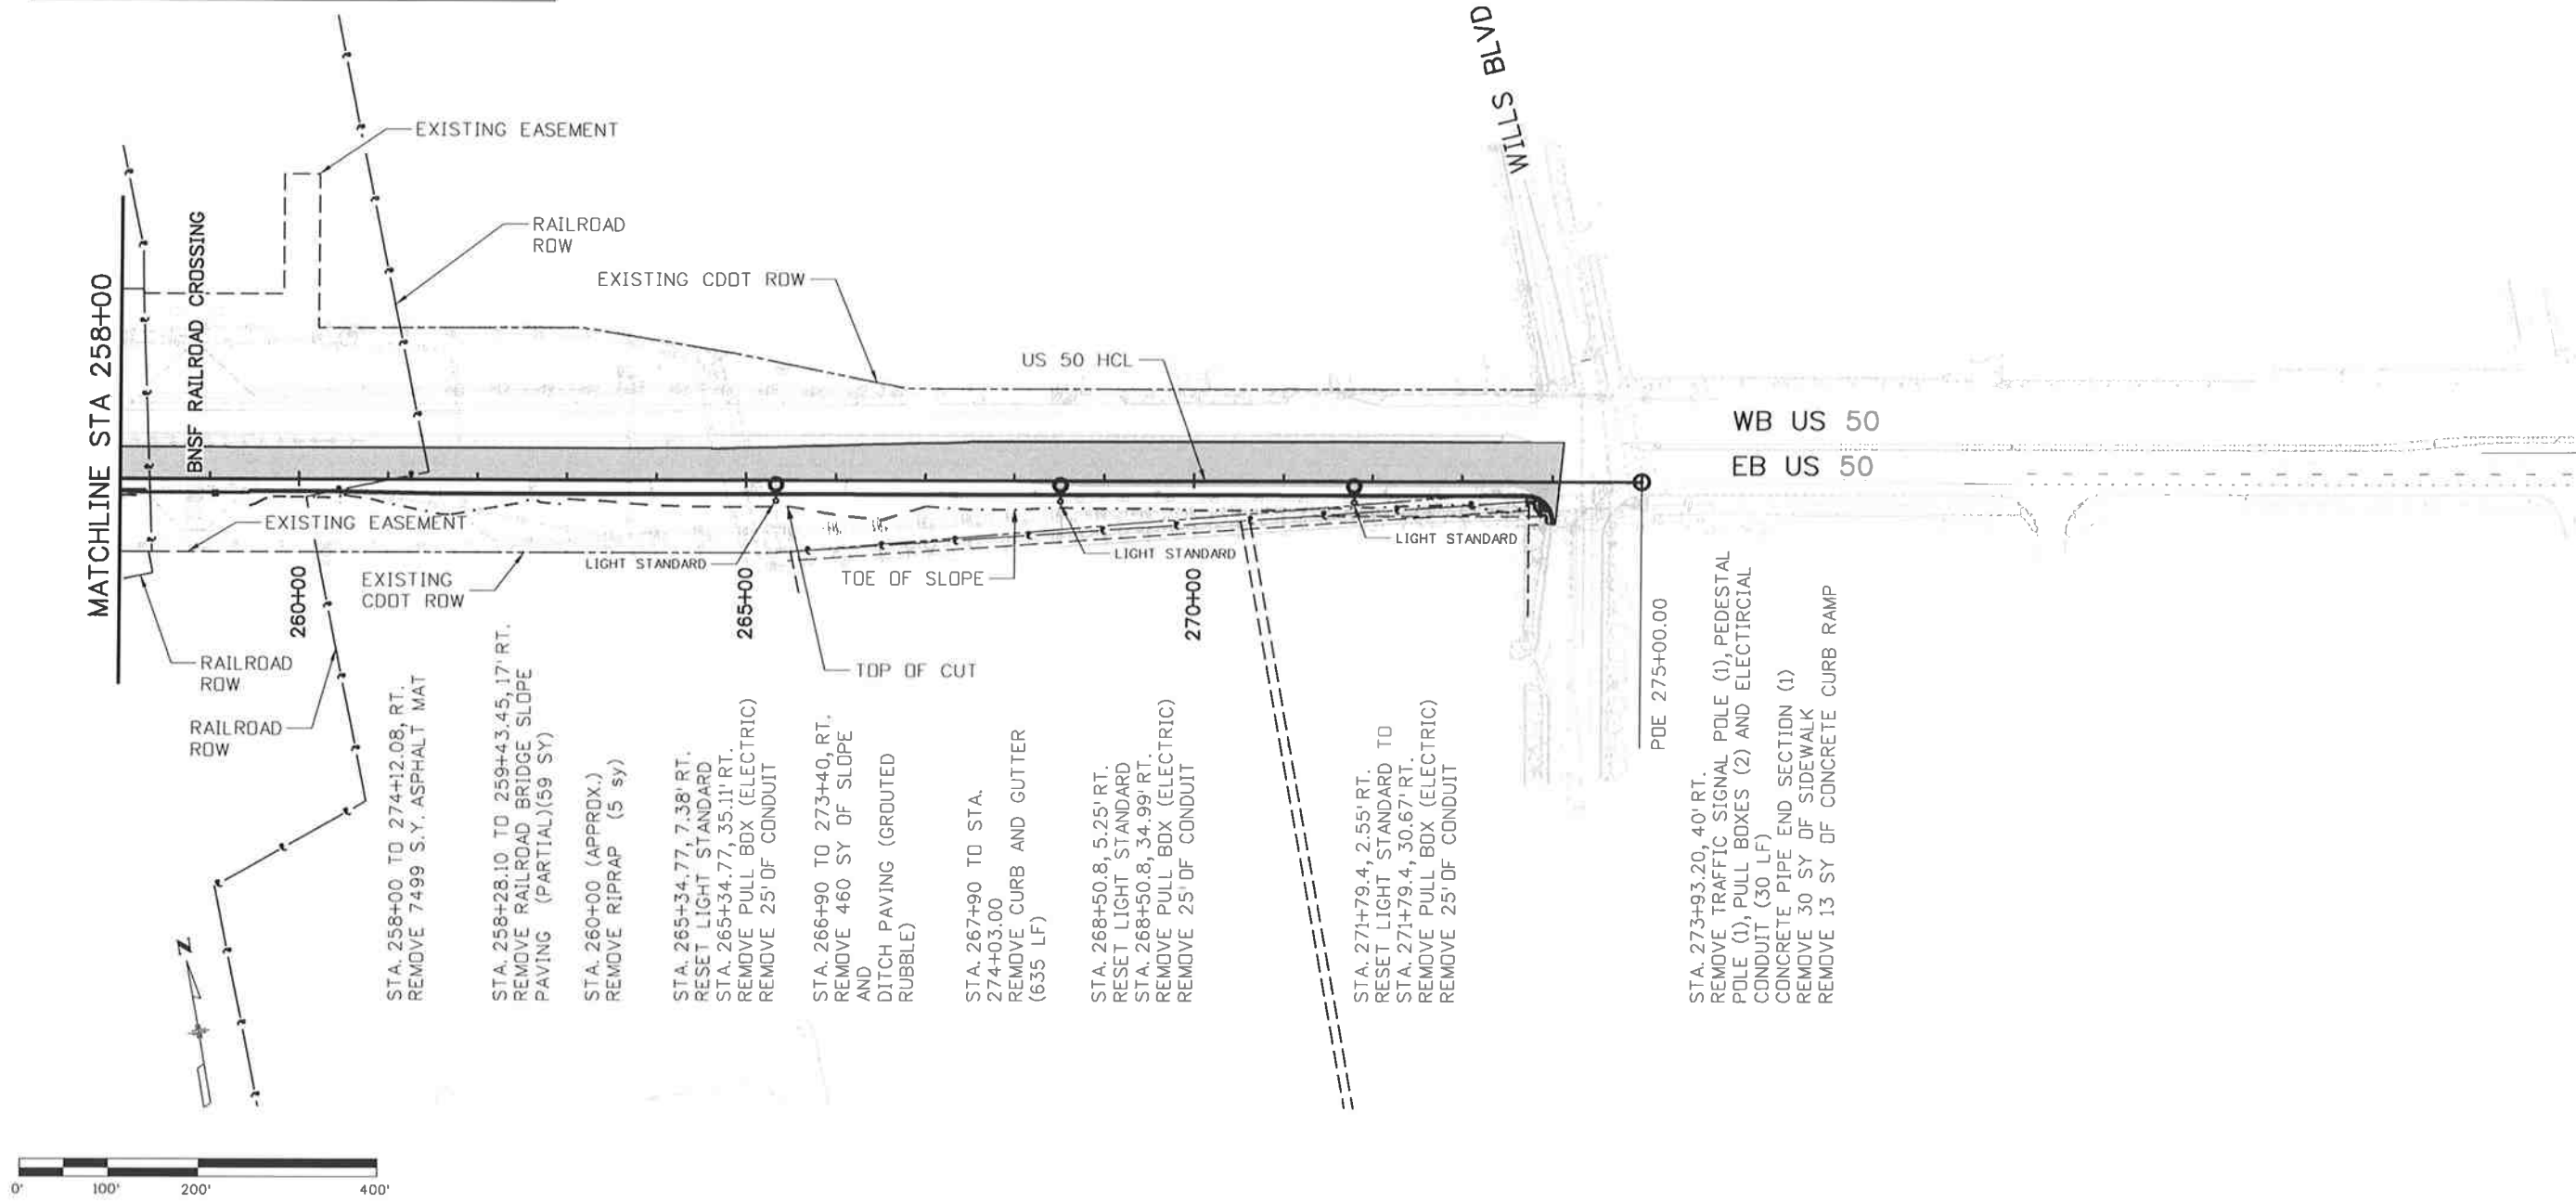 WILLS BLVD
EXISTING EASEMENT
RAILROAD
ROW
EXISTING CDOT ROW
US 50 HCL
MATCHLINE STA 258+00
BNSF RAILROAD CROSSING
WB US 50
EB US 50
EXISTING EASEMENT
EXISTING
CDOT ROW
LIGHT STANDARD
TOE OF SLOPE
LIGHT STANDARD
LIGHT STANDARD
260+00
265+00
270+00
TOP OF CUT
RAILROAD
ROW
RAILROAD
ROW
POE 275+00.00
STA. 258+00 TO 274+12.08, RT.
REMOVE 7499 S.Y. ASPHALT MAT
STA. 258+28.10 TO 259+43.45, 17' RT.
REMOVE RAILROAD BRIDGE SLOPE
PAVING (PARTIAL)(59 SY)
STA. 260+00 (APPROX.)
REMOVE RIPRAP (5 sy)
STA. 265+34.77, 7.38' RT.
RESET LIGHT STANDARD
STA. 265+34.77, 35.11' RT.
REMOVE PULL BOX (ELECTRIC)
REMOVE 25' OF CONDUIT
STA. 266+90 TO 273+40, RT.
REMOVE 460 SY OF SLOPE
AND
DITCH PAVING (GROUTED
RUBBLE)
STA. 267+90 TO STA.
274+03.00
REMOVE CURB AND GUTTER
(635 LF)
STA. 268+50.8, 5.25' RT.
RESET LIGHT STANDARD
STA. 268+50.8, 34.99' RT.
REMOVE PULL BOX (ELECTRIC)
REMOVE 25' OF CONDUIT
STA. 271+79.4, 2.55' RT.
RESET LIGHT STANDARD TO
STA. 271+79.4, 30.67' RT.
REMOVE PULL BOX (ELECTRIC)
REMOVE 25' OF CONDUIT
STA. 273+93.20, 40' RT.
REMOVE TRAFFIC SIGNAL POLE (1), PEDESTAL
POLE (1), PULL BOXES (2) AND ELECTIRCIAL
CONDUIT (30 LF)
CONCRETE PIPE END SECTION (1)
REMOVE 30 SY OF SIDEWALK
REMOVE 13 SY OF CONCRETE CURB RAMP
N
0' 100' 200' 400'